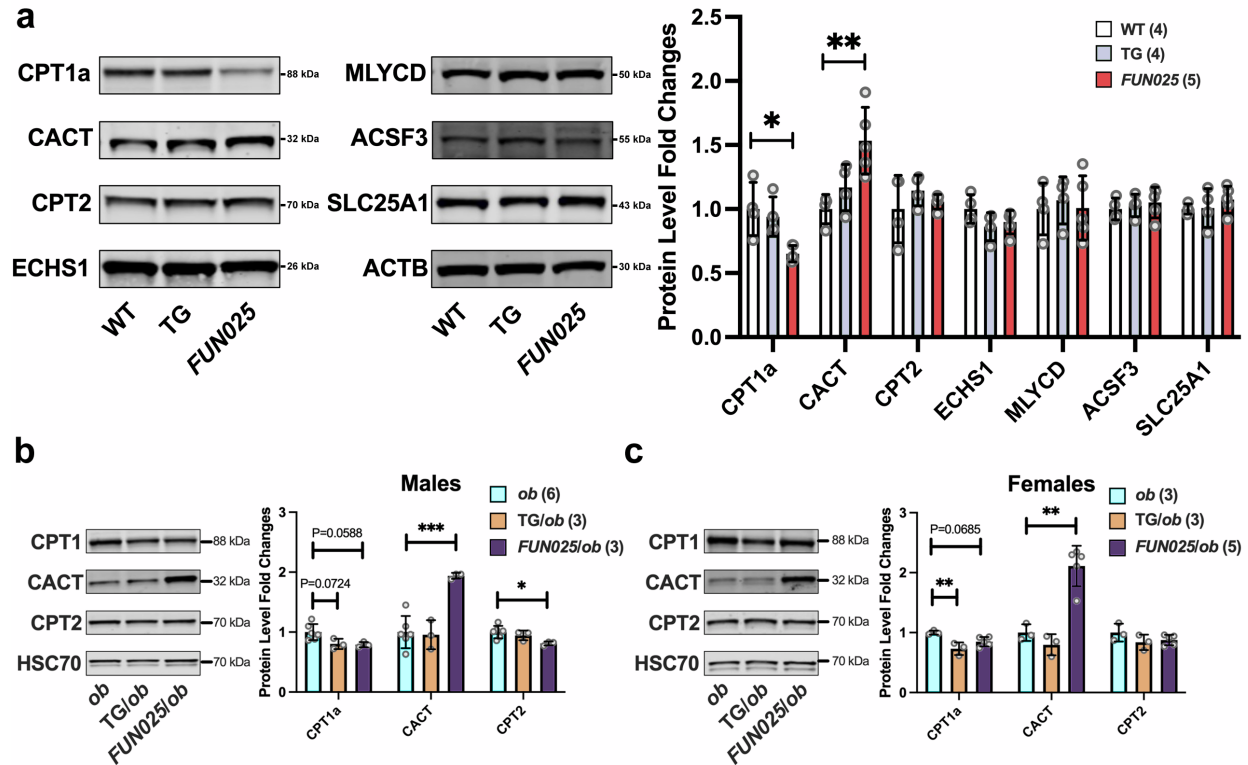 a
CPT1a
88 kDa
CACT
32 kDa
CPT2
70 kDa
ECHS1
26 kDa
WT
TG
FUN025
MLYCD
50 kDa
ACSF3
55 kDa
SLC25A1
43 kDa
ACTB
30 kDa
WT
TG
FUN025
Protein Level Fold Changes
2.5
2.0
1.5
1.0
0.5
0.0
*
**
WT (4)
TG (4)
FUN025 (5)
CPT1a
CACT
CPT2
ECHS1
MLYCD
ACSF3
SLC25A1
b
CPT1
88 kDa
CACT
32 kDa
CPT2
70 kDa
HSC70
70 kDa
ob
TG/ob
FUN025/ob
Males
Protein Level Fold Changes
3
2
1
0
P=0.0588
P=0.0724
***
*
ob (6)
TG/ob (3)
FUN025/ob (3)
CPT1a
CACT
CPT2
c
CPT1
88 kDa
CACT
32 kDa
CPT2
70 kDa
HSC70
70 kDa
ob
TG/ob
FUN025/ob
Females
Protein Level Fold Changes
3
2
1
0
P=0.0685
**
**
ob (3)
TG/ob (3)
FUN025/ob (5)
CPT1a
CACT
CPT2